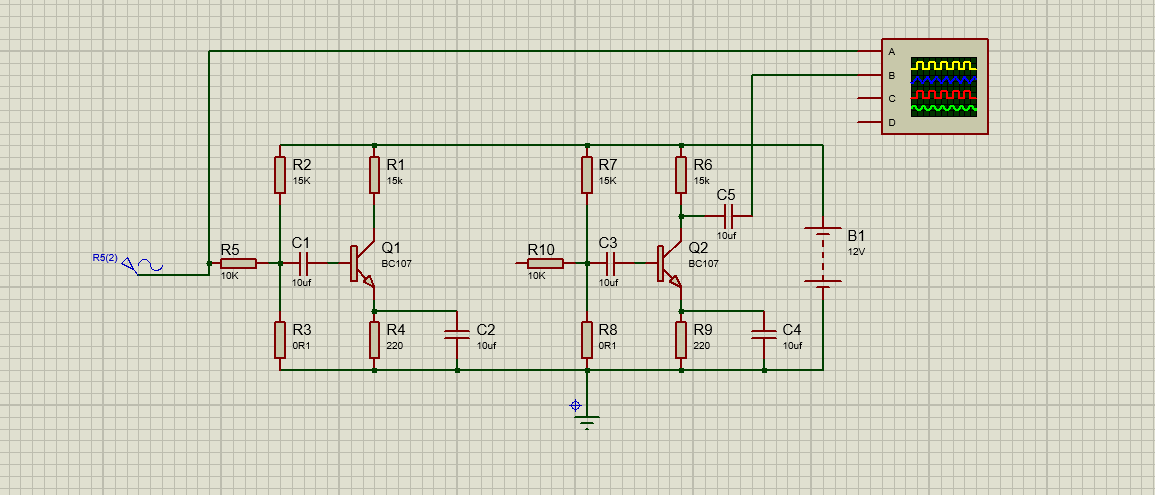 A
B
C
D
R2
15K
R1
15k
R7
15K
R6
15k
C5
10uf
R5(2)
R5
10K
C1
10uf
Q1
BC107
R10
10K
C3
10uf
Q2
BC107
B1
12V
R3
0R1
R4
220
C2
10uf
R8
0R1
R9
220
C4
10uf